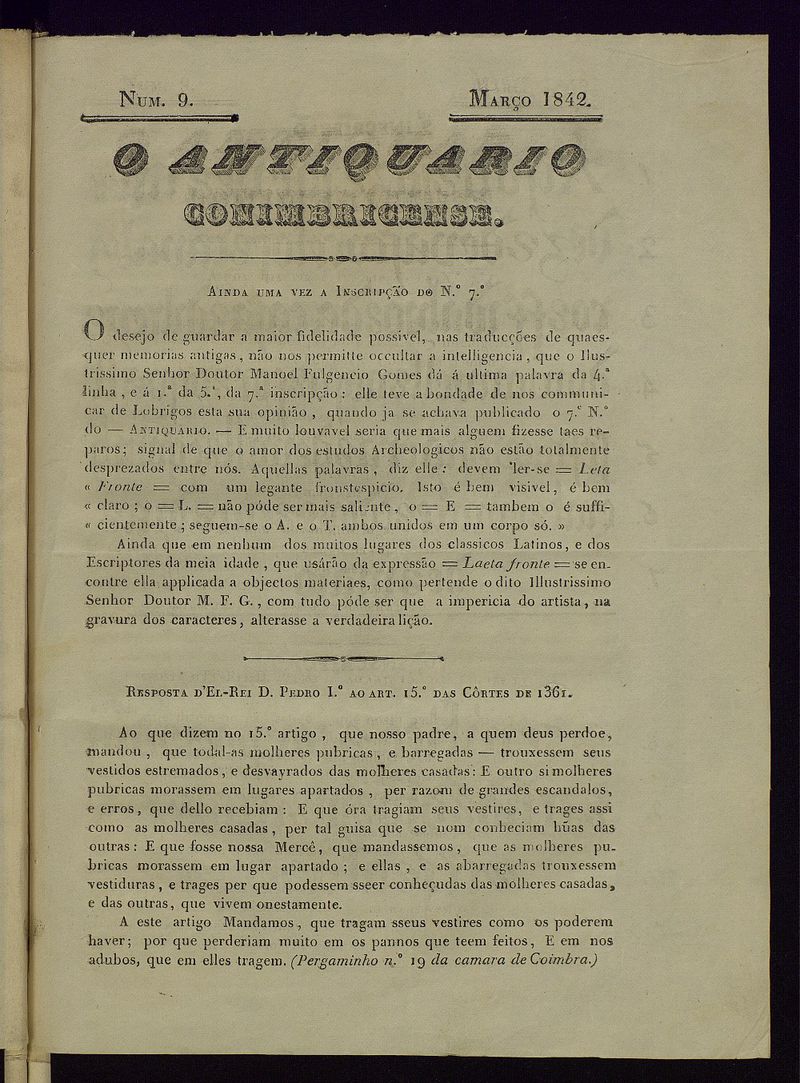 Num. 9.
Março 1842.
O ANTIQUARIO
CONIMBRICENSE.
Ainda uma vez a Inscripção do N.° 7.°
O desejo de guardar a maior fidelidade possivel, nas traducções de quaes-
quer memorias antigas, não nos permitte occultar a intelligencia, que o Illus-
trissimo Senhor Doutor Manoel Fulgencio Gomes dá á ultima palavra da 4.ª
linha, e á 1.ª da 5.ª, da 7.ª inscripção: elle teve a bondade de nos communi-
car de Lobrigos esta sua opinião, quando ja se achava publicado o 7.° N.°
do — Antiquario. — E muito louvavel seria que mais alguem fizesse taes re-
paros; signal de que o amor dos estudos Archeologicos não estão totalmente
desprezados entre nós. Aquellas palavras, diz elle: devem ler-se = Leta
« Fronte = com um legante fronstespicio. Isto é bem visivel, é bem
« claro; o = L. = não póde ser mais saliente, o = E = tambem o é suffi-
« cientemente; seguem-se o A. e o T. ambos unidos em um corpo só. »
Ainda que em nenhum dos muitos lugares dos classicos Latinos, e dos
Escriptores da meia idade, que usárão da expressão = Laeta fronte = se en-
contre ella applicada a objectos materiaes, como pertende o dito Illustrissimo
Senhor Doutor M. F. G., com tudo póde ser que a impericia do artista, na
gravura dos caracteres, alterasse a verdadeira lição.
Resposta d'El-Rei D. Pedro I.° ao art. 15.° das Côrtes de 1361.
Ao que dizem no 15.° artigo, que nosso padre, a quem deus perdoe,
mandou, que todal-as molheres pubricas, e barregadas — trouxessem seus
vestidos estremados, e desvayrados das molheres casadas: E outro si molheres
pubricas morassem em lugares apartados, per razom de grandes escandalos,
e erros, que dello recebiam: E que óra tragiam seus vestires, e trages assi
como as molheres casadas, per tal guisa que se nom conheciam hũas das
outras: E que fosse nossa Mercê, que mandassemos, que as molheres pu-
bricas morassem em lugar apartado; e ellas, e as abarregadas trouxessem
vestiduras, e trages per que podessem sseer conheçudas das molheres casadas,
e das outras, que vivem onestamente.
A este artigo Mandamos, que tragam sseus vestires como os poderem
haver; por que perderiam muito em os pannos que teem feitos, E em nos
adubos, que em elles tragem. (Pergaminho n.° 19 da camara de Coimbra.)